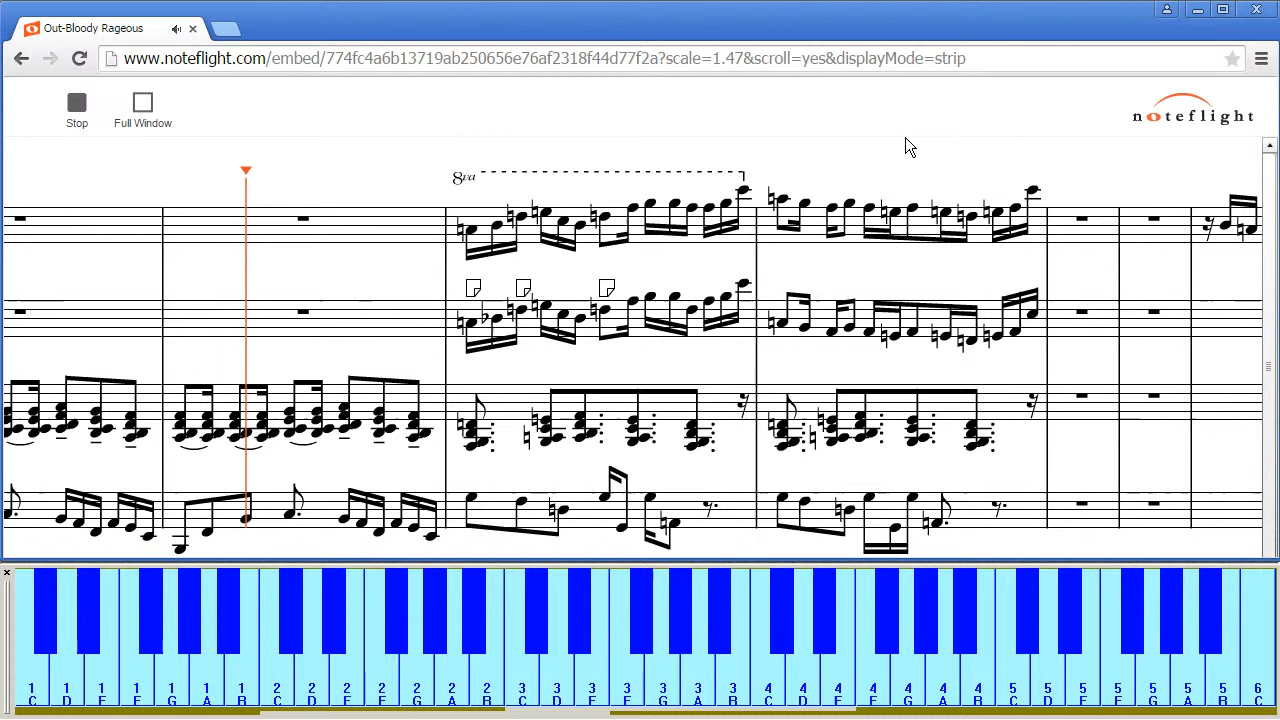 Out-Bloody Rageous
www.noteflight.com/embed/774fc4a6b13719ab250656e76af2318f44d77f2a?scale=1.47&scroll=yes&displayMode=strip
Stop
Full Window
noteflight
8va
1 1 1 1 1 1 1 2 2 2 2 2 2 2 3 3 3 3 3 3 3 4 4 4 4 4 4 4 5 5 5 5 5 5 5 6
C D E F G A B C D E F G A B C D E F G A B C D E F G A B C D E F G A B C